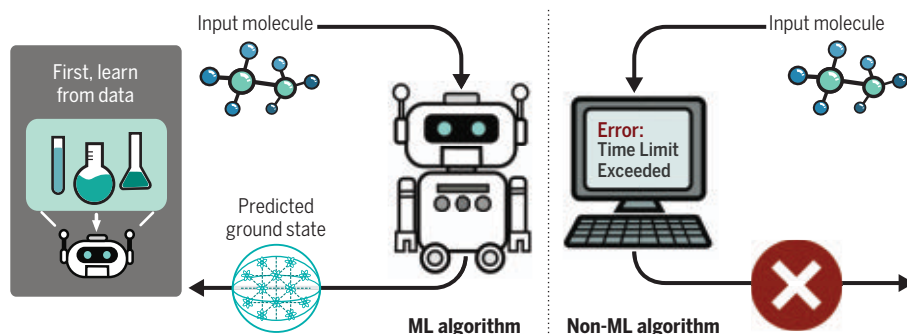 First, learn
from data
Input molecule
Predicted
ground state
ML algorithm
Input molecule
Error:
Time Limit
Exceeded
Non-ML algorithm